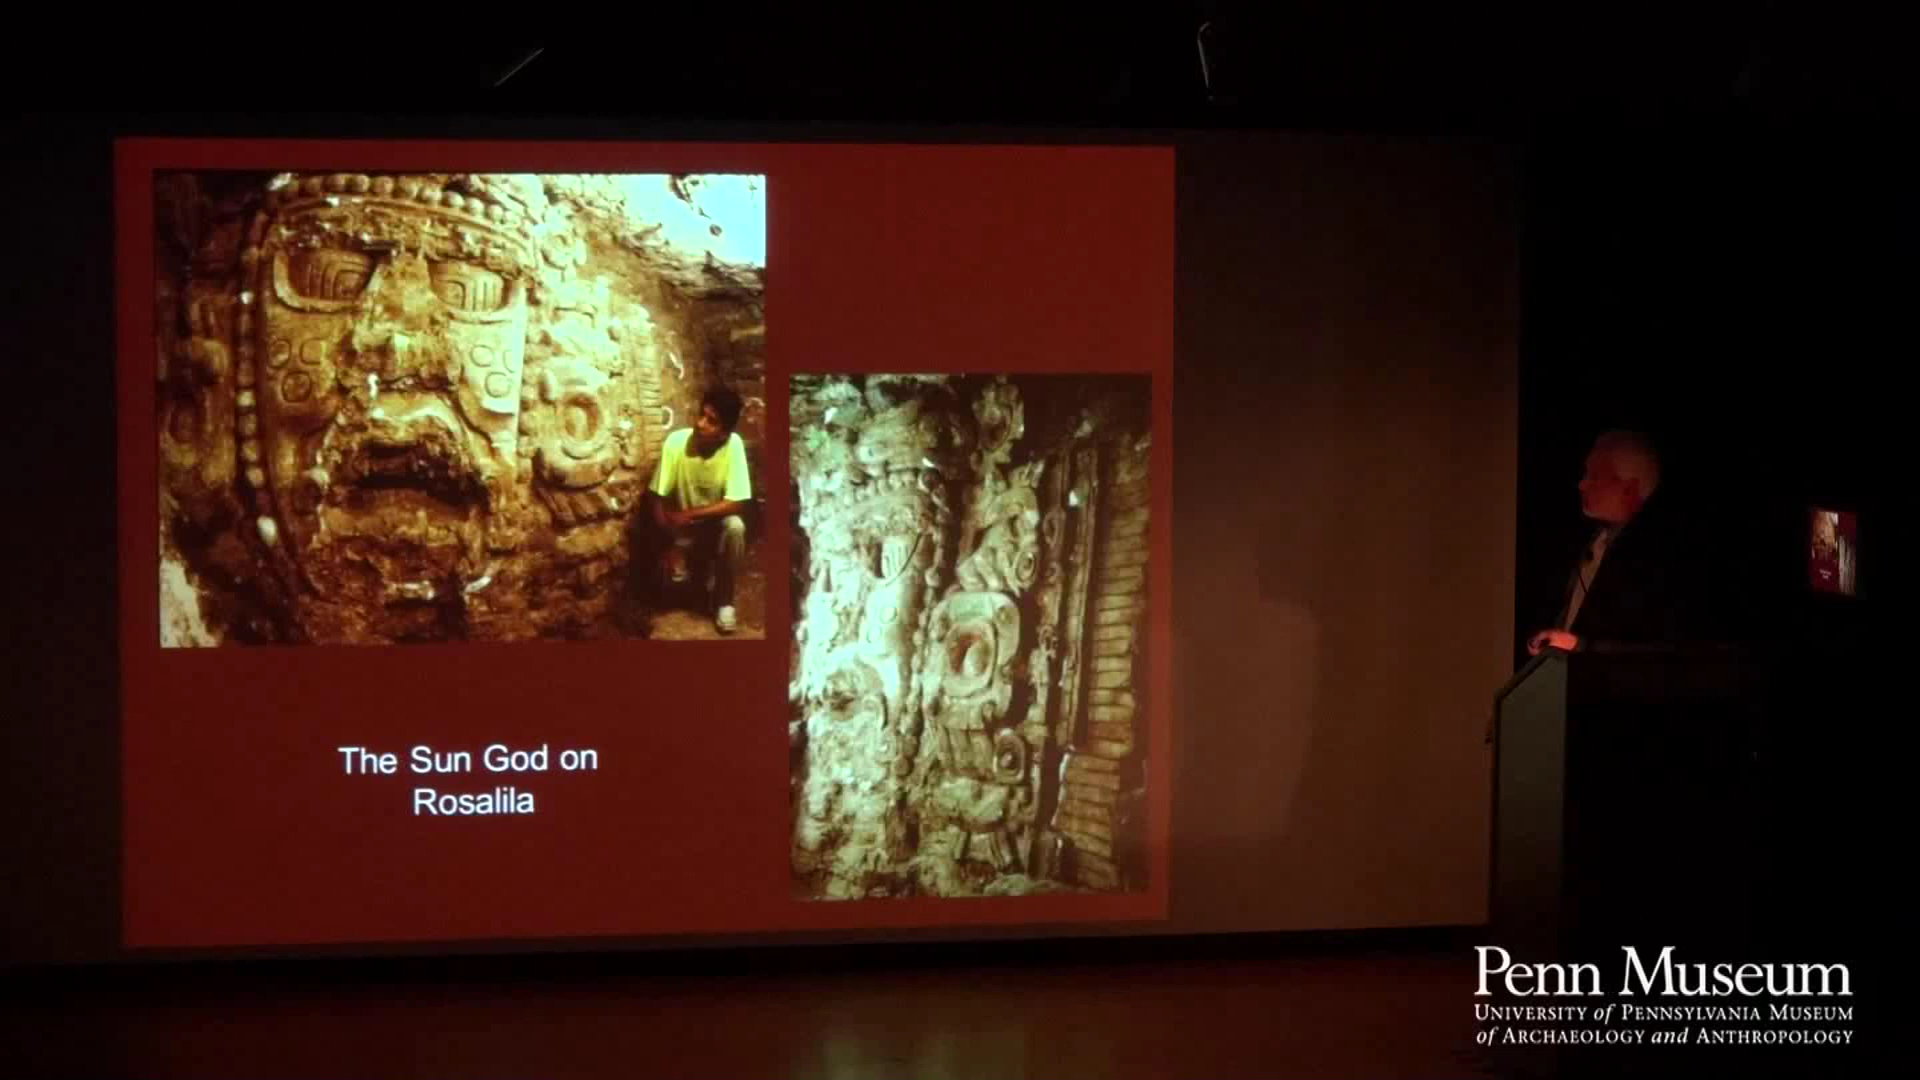 The Sun God on
Rosalila
Penn Museum
UNIVERSITY of PENNSYLVANIA MUSEUM
of ARCHAEOLOGY and ANTHROPOLOGY